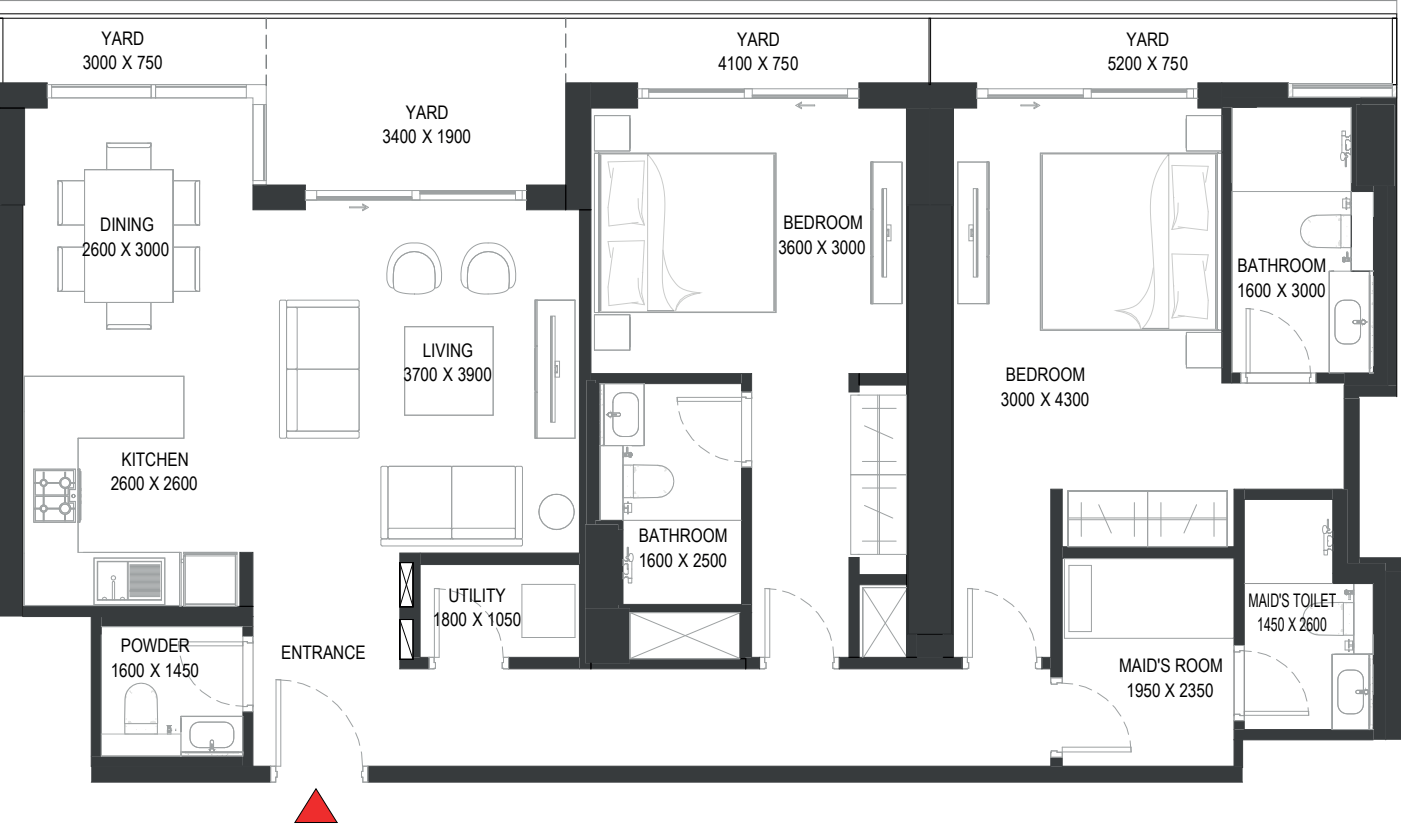 YARD
3000 X 750
YARD
3400 X 1900
YARD
4100 X 750
YARD
5200 X 750
DINING
2600 X 3000
BEDROOM
3600 X 3000
BATHROOM
1600 X 3000
LIVING
3700 X 3900
BEDROOM
3000 X 4300
KITCHEN
2600 X 2600
BATHROOM
1600 X 2500
UTILITY
1800 X 1050
MAID'S TOILET
1450 X 2600
POWDER
1600 X 1450
ENTRANCE
MAID'S ROOM
1950 X 2350